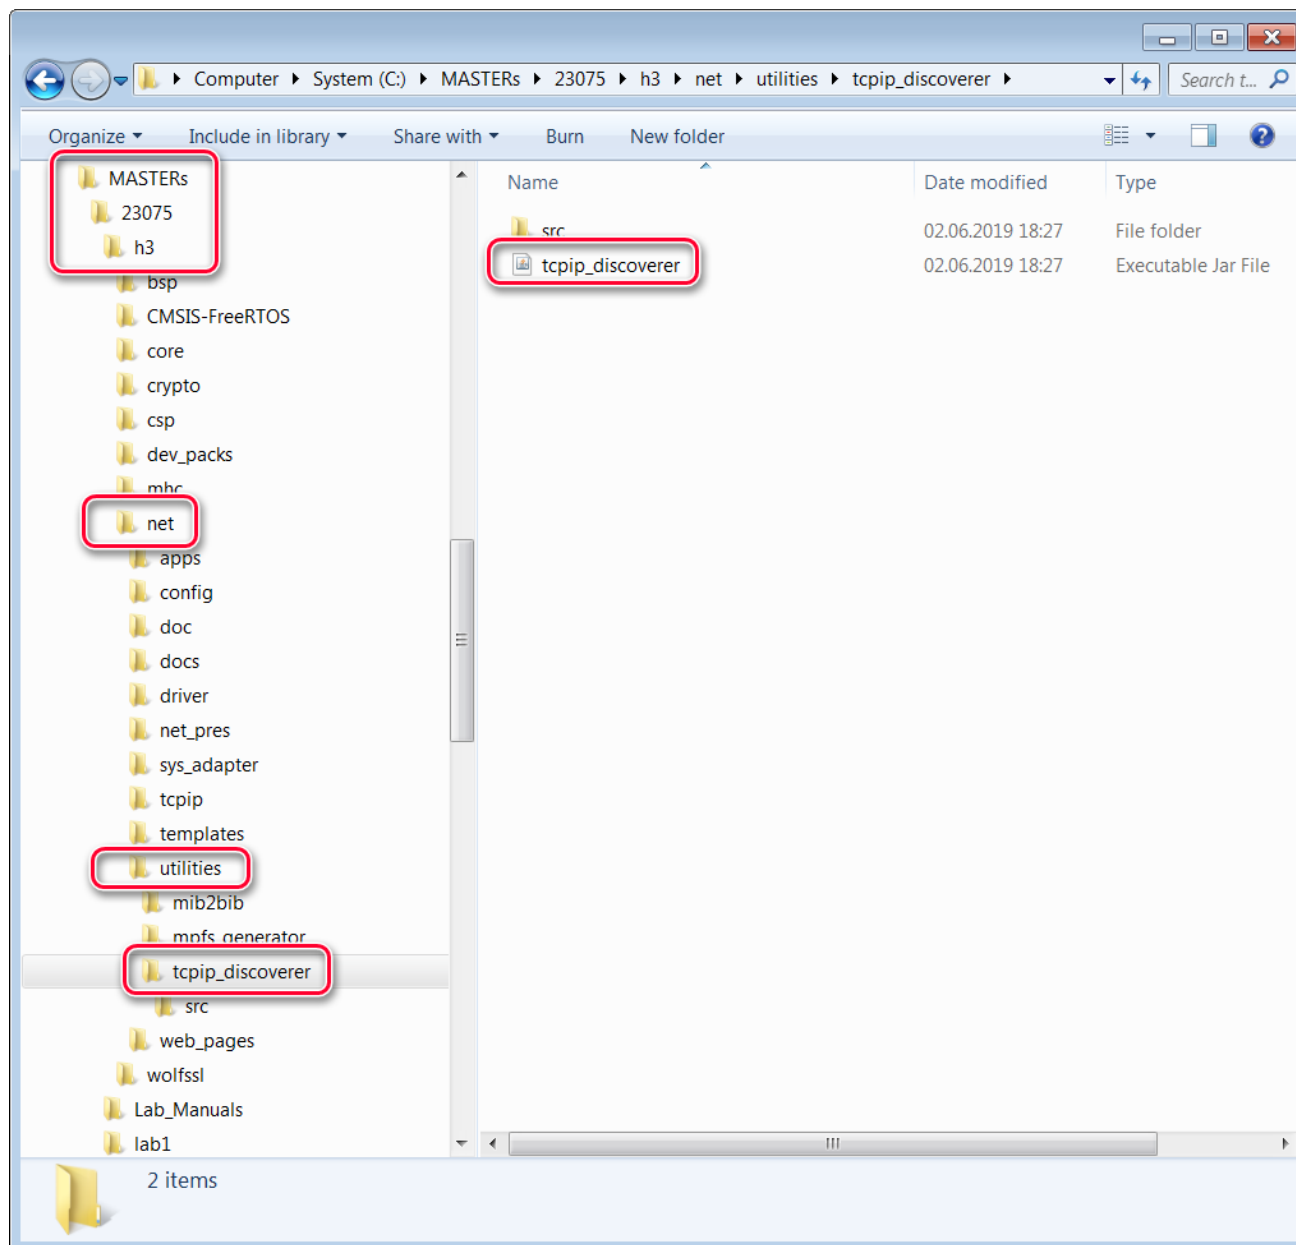 Computer System (C:) MASTERs 23075 h3 net utilities tcpip_discoverer Search t...
Organize Include in library Share with Burn New folder
MASTERs
23075
h3
bsp
CMSIS-FreeRTOS
core
crypto
csp
dev_packs
mhc
net
apps
config
doc
docs
driver
net_pres
sys_adapter
tcpip
templates
utilities
mib2bib
mpfs_generator
tcpip_discoverer
src
web_pages
wolfssl
Lab_Manuals
lab1
Name Date modified Type
src 02.06.2019 18:27 File folder
tcpip_discoverer 02.06.2019 18:27 Executable Jar File
2 items